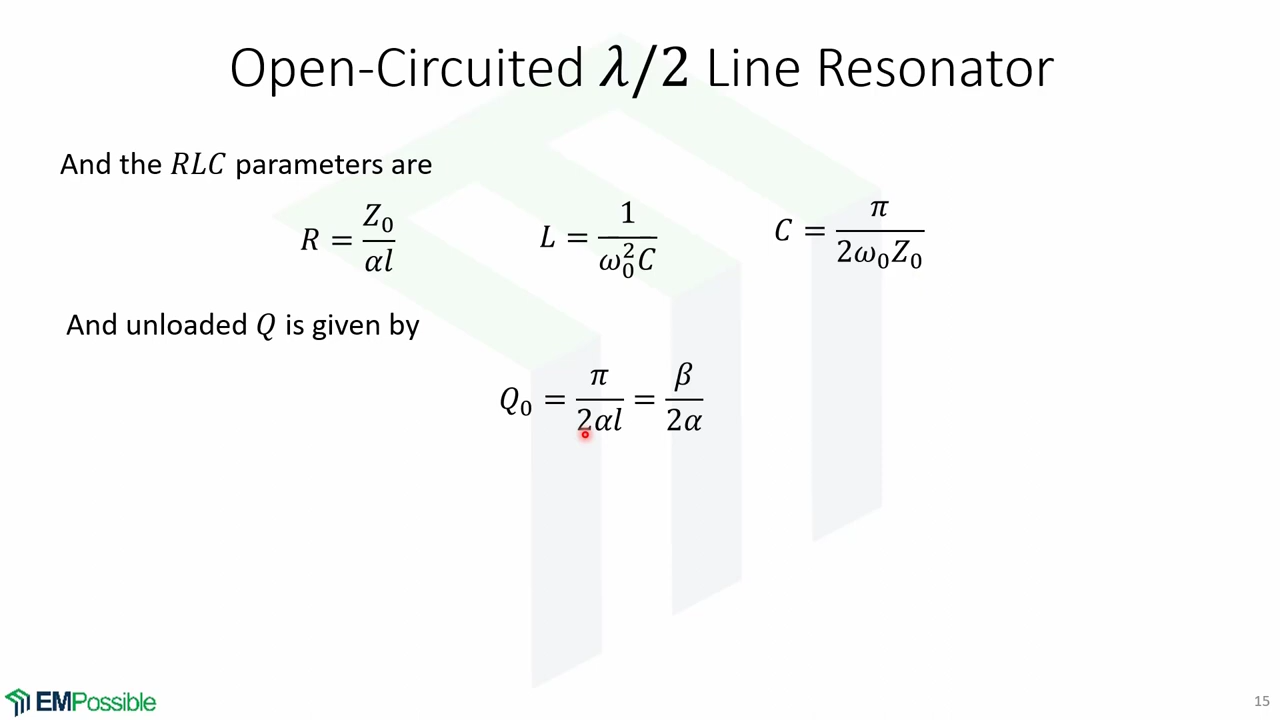 Open-Circuited λ/2 Line Resonator
And the RLC parameters are
R = Z₀/αl    L = 1/ω₀²C    C = π/2ω₀Z₀
And unloaded Q is given by
Q₀ = π/2αl = β/2α
EMPossible
15